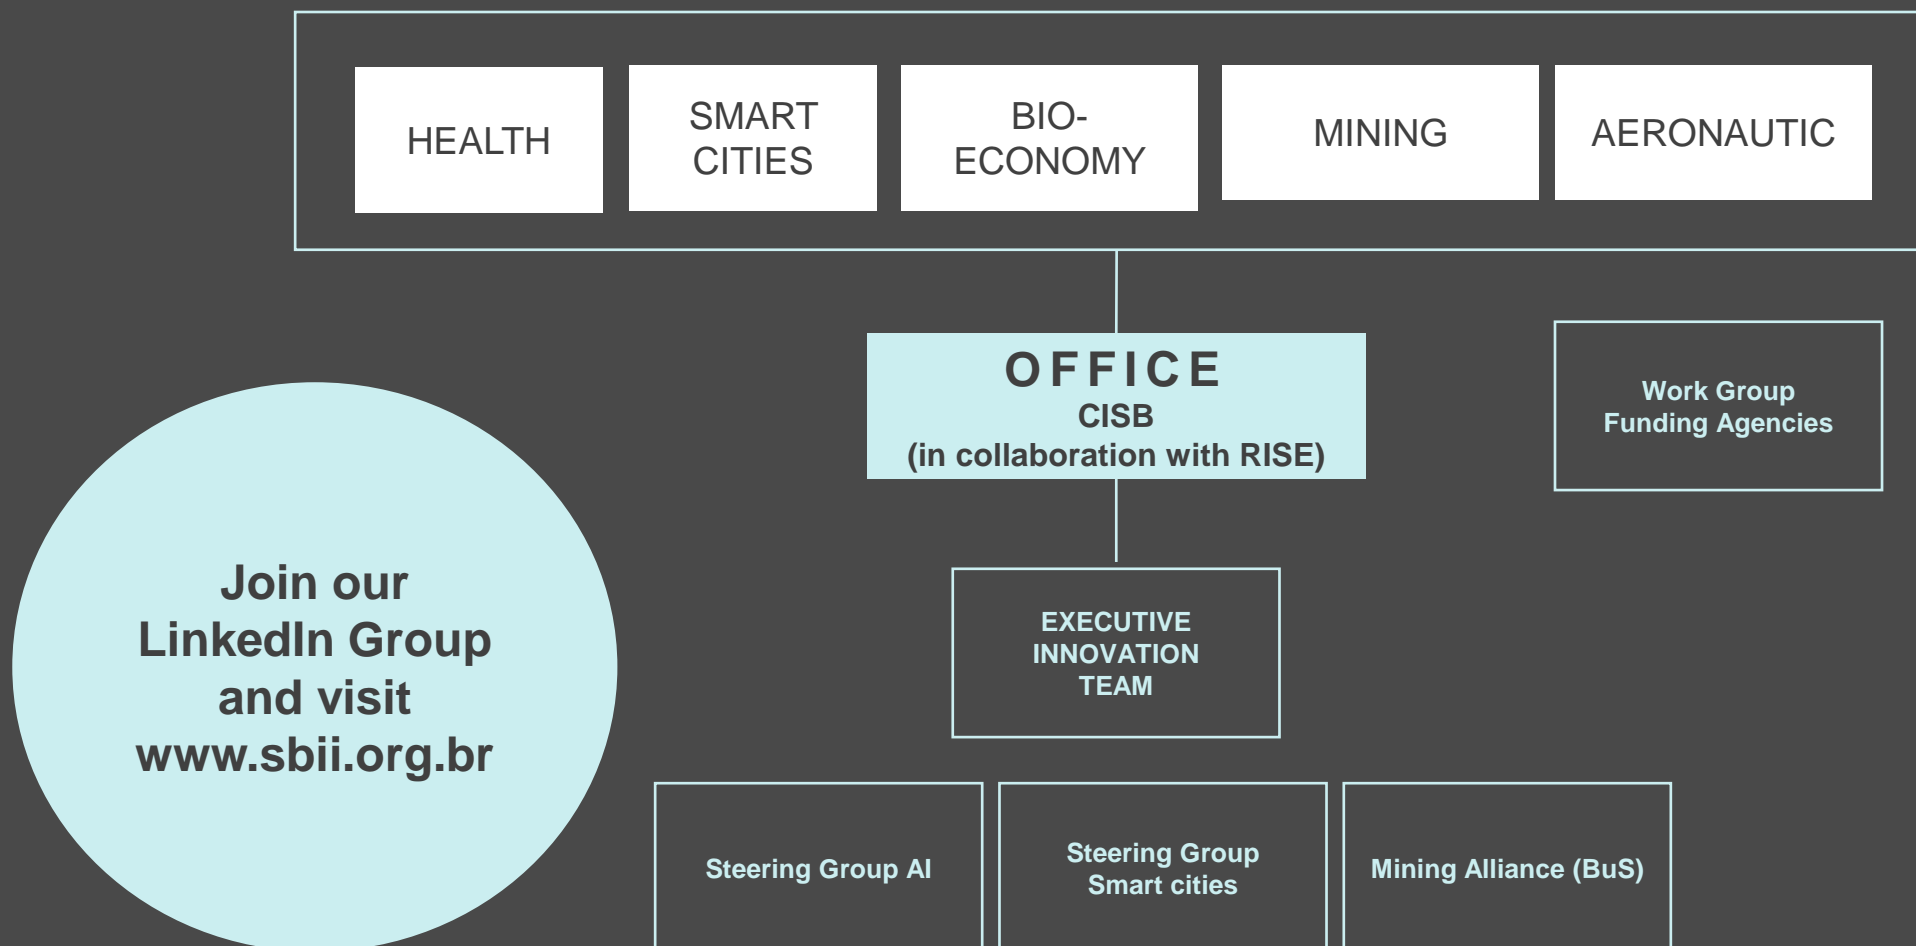 HEALTH
SMART
CITIES
BIO-
ECONOMY
MINING
AERONAUTIC
OFFICE
CISB
(in collaboration with RISE)
Work Group
Funding Agencies
Join our
LinkedIn Group
and visit
www.sbii.org.br
EXECUTIVE
INNOVATION
TEAM
Steering Group AI
Steering Group
Smart cities
Mining Alliance (BuS)